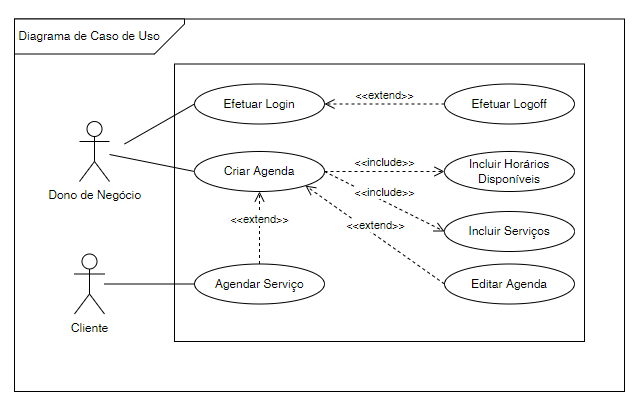 Diagrama de Caso de Uso
Efetuar Login
<<extend>>
Efetuar Logoff
Dono de Negócio
Criar Agenda
<<include>>
Incluir Horários
Disponíveis
<<include>>
Incluir Serviços
<<extend>>
<<extend>>
Cliente
Agendar Serviço
Editar Agenda